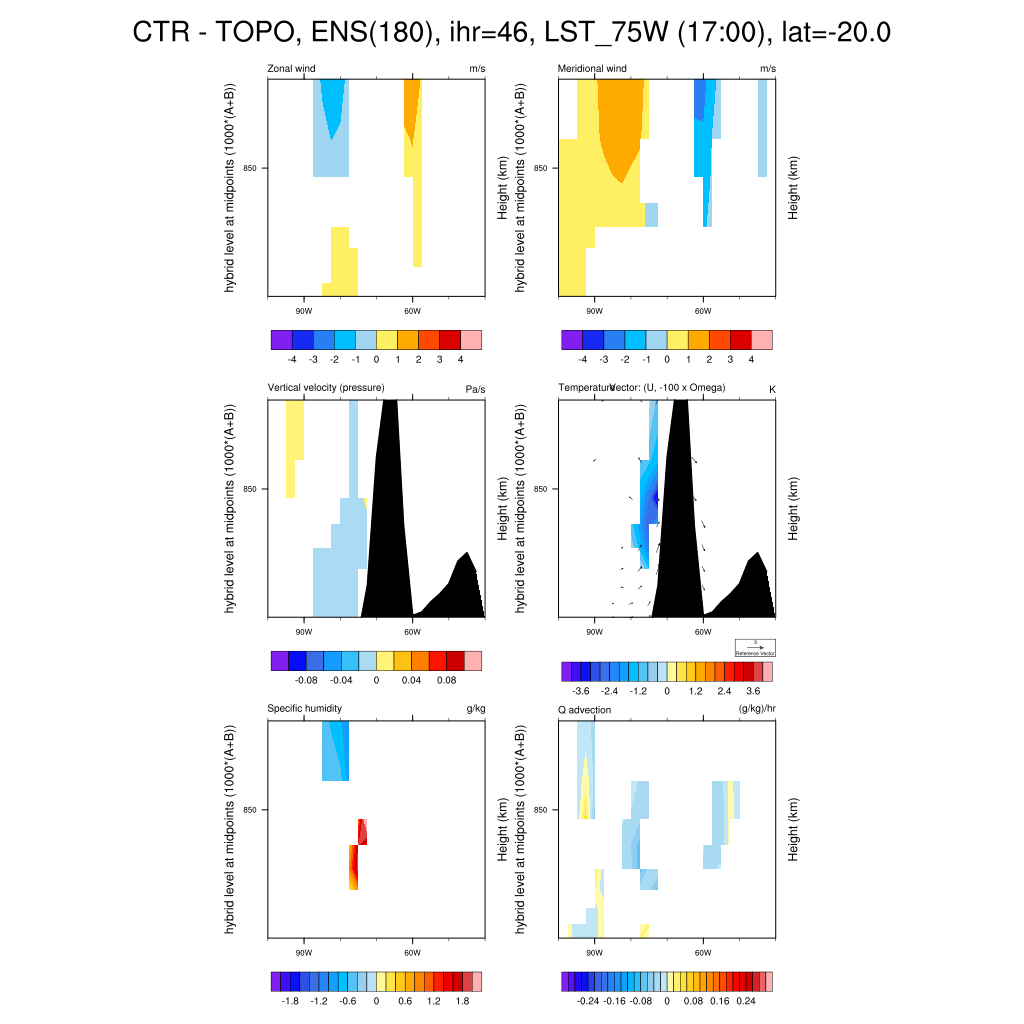 CTR - TOPO, ENS(180), ihr=46, LST_75W (17:00), lat=-20.0
Zonal wind m/s
Meridional wind m/s
hybrid level at midpoints (1000*(A+B))
850
Height (km)
90W 60W
-4 -3 -2 -1 0 1 2 3 4
hybrid level at midpoints (1000*(A+B))
850
Height (km)
90W 60W
-4 -3 -2 -1 0 1 2 3 4
Vertical velocity (pressure) Pa/s
Temperature Vector: (U, -100 x Omega) K
hybrid level at midpoints (1000*(A+B))
850
Height (km)
90W 60W
-0.08 -0.04 0 0.04 0.08
hybrid level at midpoints (1000*(A+B))
850
Height (km)
90W 60W
3
Reference Vector
-3.6 -2.4 -1.2 0 1.2 2.4 3.6
Specific humidity g/kg
Q advection (g/kg)/hr
hybrid level at midpoints (1000*(A+B))
850
Height (km)
90W 60W
-1.8 -1.2 -0.6 0 0.6 1.2 1.8
hybrid level at midpoints (1000*(A+B))
850
Height (km)
90W 60W
-0.24 -0.16 -0.08 0 0.08 0.16 0.24